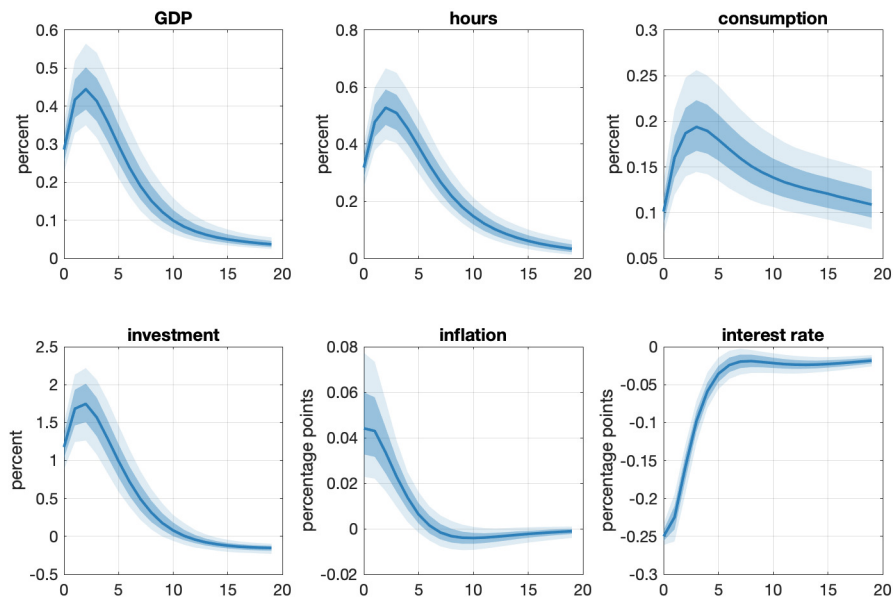 GDP
0.6
0.5
0.4
0.3
0.2
0.1
0
percent
0 5 10 15 20
hours
0.8
0.6
0.4
0.2
0
percent
0 5 10 15 20
consumption
0.3
0.25
0.2
0.15
0.1
0.05
percent
0 5 10 15 20
investment
2.5
2
1.5
1
0.5
0
-0.5
percent
0 5 10 15 20
inflation
0.08
0.06
0.04
0.02
0
-0.02
percentage points
0 5 10 15 20
interest rate
0
-0.05
-0.1
-0.15
-0.2
-0.25
-0.3
percentage points
0 5 10 15 20